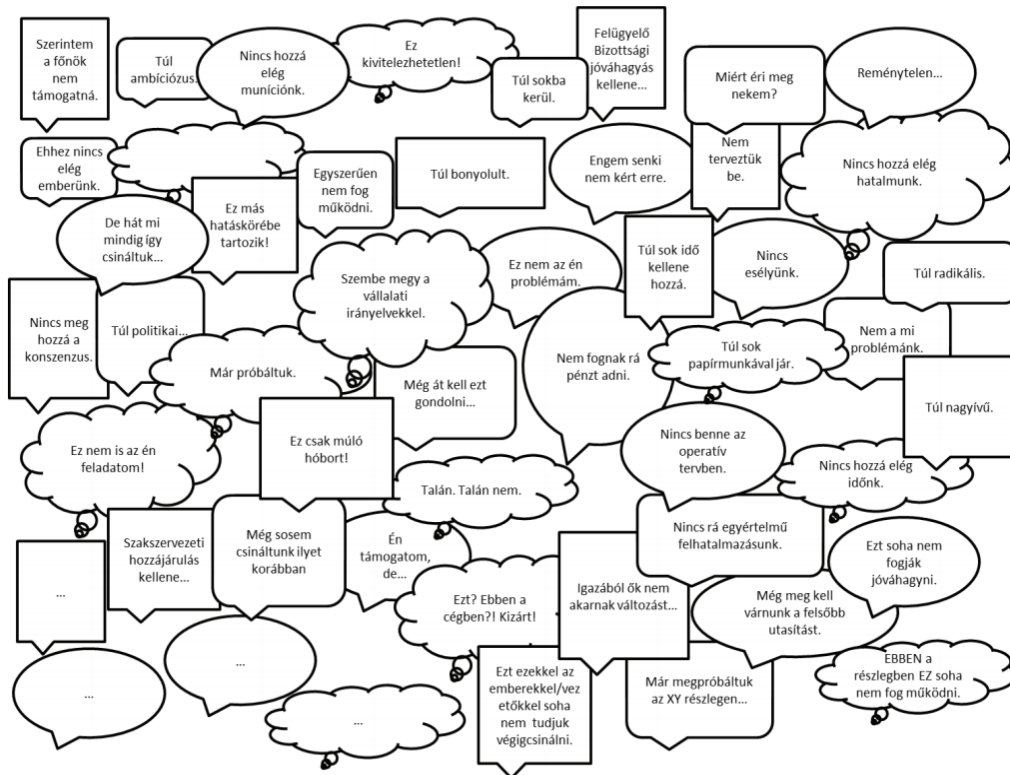 Szerintem
a főnök
nem
támogatná.
Túl
ambíciózus.
Nincs hozzá
elég
muníciónk.
Ez
kivitelezhetetlen!
Túl sokba
kerül.
Felügyelő
Bizottsági
jóváhagyás
kellene...
Miért éri meg
nekem?
Reménytelen...
Ehhez nincs
elég
emberünk.
Egyszerűen
nem fog
működni.
Túl bonyolult.
Engem senki
nem kért erre.
Nem
terveztük
be.
Nincs hozzá elég
hatalmunk.
De hát mi
mindig így
csináltuk...
Ez más
hatáskörébe
tartozik!
Szembe megy a
vállalati
irányelvekkel.
Ez nem az én
problémám.
Túl sok idő
kellene
hozzá.
Nincs
esélyünk.
Túl radikális.
Nincs meg
hozzá a
konszenzus.
Túl politikai...
Már próbáltuk.
Még át kell ezt
gondolni...
Nem fognak rá
pénzt adni.
Túl sok
papírmunkával jár.
Nem a mi
problémánk.
Túl nagyívű.
Ez nem is az én
feladatom!
Ez csak múló
hóbort!
Talán. Talán nem.
Nincs benne az
operatív
tervben.
Nincs hozzá elég
időnk.
...
Szakszervezeti
hozzájárulás
kellene...
Még sosem
csináltunk ilyet
korábban
Én
támogatom,
de...
Ezt? Ebben a
cégben?! Kizárt!
Igazából ők nem
akarnak változást...
Nincs rá egyértelmű
felhatalmazásunk.
Még meg kell
várnunk a felsőbb
utasítást.
Ezt soha nem
fogják
jóváhagyni.
...
...
...
Ezt ezekkel az
emberekkel/vez
etőkkel soha
nem tudjuk
végigcsinálni.
Már megpróbáltuk
az XY részlegen...
EBBEN a
részlegben EZ soha
nem fog működni.